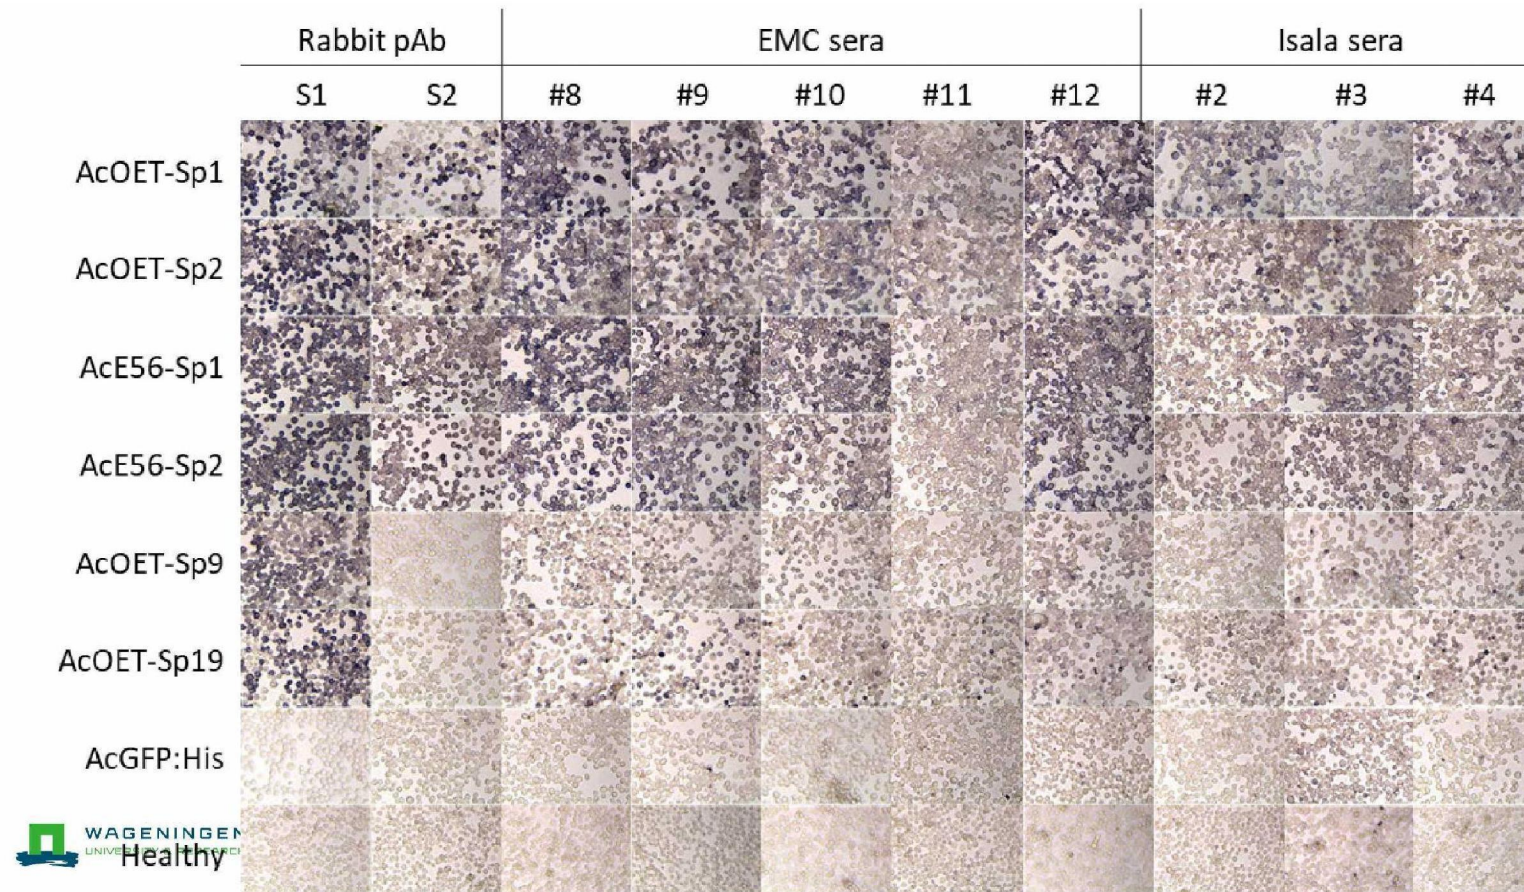 Rabbit pAb EMC sera Isala sera
S1 S2 #8 #9 #10 #11 #12 #2 #3 #4
AcOET-Sp1
AcOET-Sp2
AcE56-Sp1
AcE56-Sp2
AcOET-Sp9
AcOET-Sp19
AcGFP:His
WAGENINGEN
Healthy